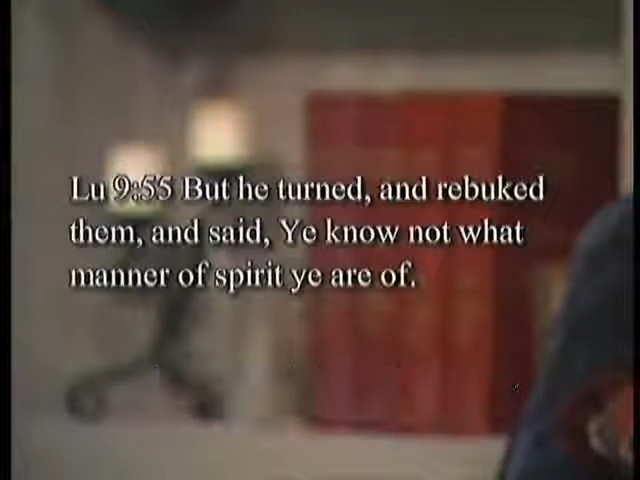 Lu 9:55 But he turned, and rebuked
them, and said, Ye know not what
manner of spirit ye are of.